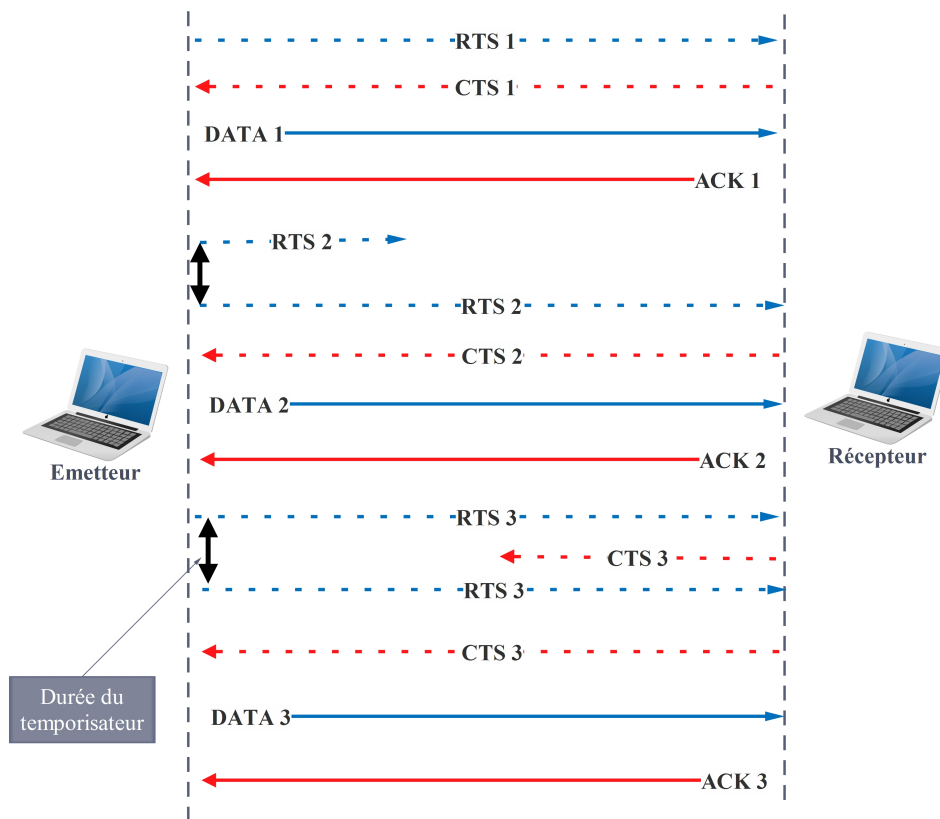 RTS 1
CTS 1
DATA 1
ACK 1
RTS 2
RTS 2
CTS 2
DATA 2
Emetteur
Récepteur
ACK 2
RTS 3
CTS 3
RTS 3
CTS 3
Durée du
temporisateur
DATA 3
ACK 3